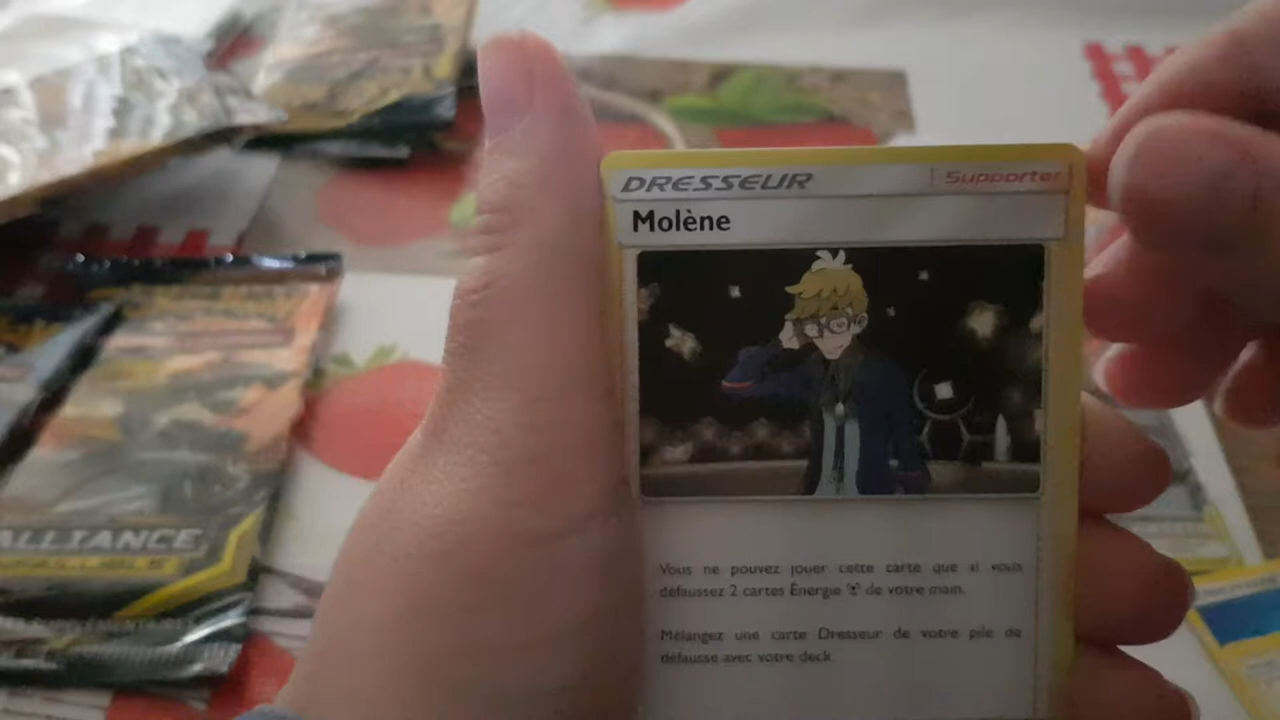 DRESSEUR
Supporter
Molène
Vous ne pouvez jouer cette carte que si vous
défaussez 2 cartes Énergie de votre main.
Mélangez une carte Dresseur de votre pile de
défausse avec votre deck.
ALLIANCE